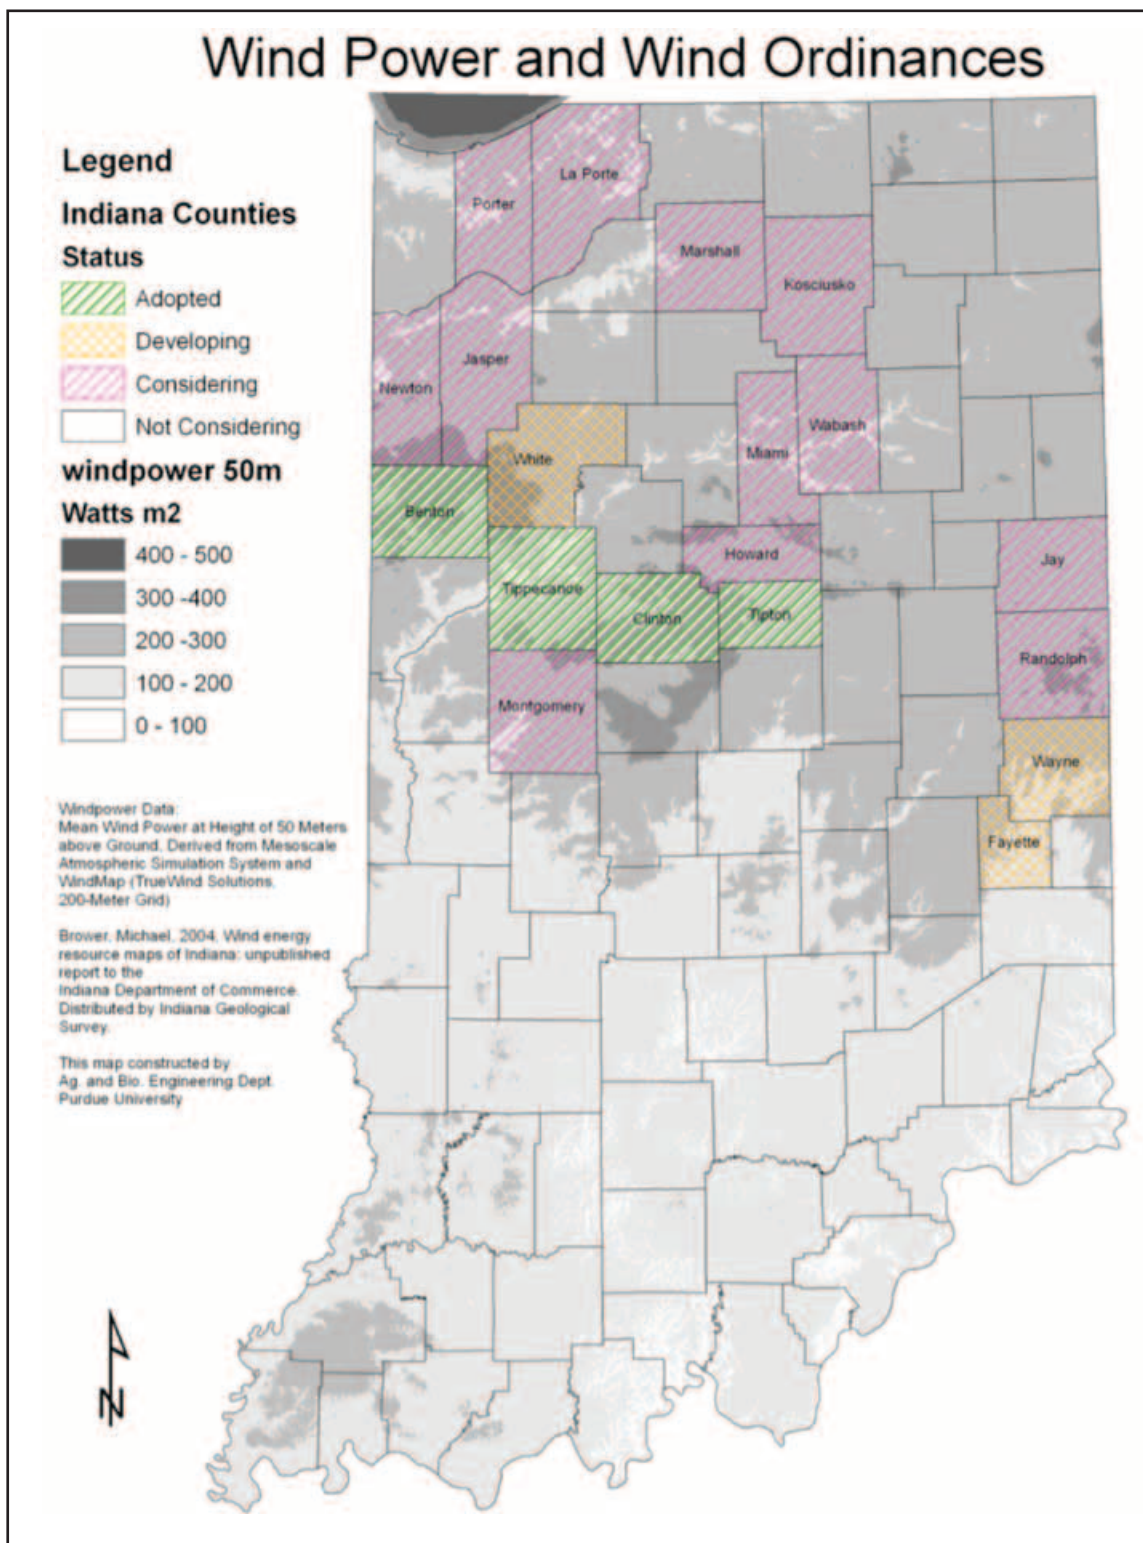 Wind Power and Wind Ordinances
Legend
Indiana Counties
Status
Adopted
Developing
Considering
Not Considering
windpower 50m
Watts m2
400 - 500
300 -400
200 -300
100 - 200
0 - 100
Windpower Data:
Mean Wind Power at Height of 50 Meters
above Ground, Derived from Mesoscale
Atmospheric Simulation System and
WindMap (TrueWind Solutions,
200-Meter Grid)
Brower, Michael, 2004, Wind energy
resource maps of Indiana: unpublished
report to the
Indiana Department of Commerce.
Distributed by Indiana Geological
Survey.
This map constructed by
Ag. and Bio. Engineering Dept.
Purdue University
N
La Porte
Porter
Marshall
Kosciusko
Jasper
Newton
Wabash
Miami
White
Benton
Howard
Jay
Tippecanoe
Clinton
Tipton
Randolph
Montgomery
Wayne
Fayette